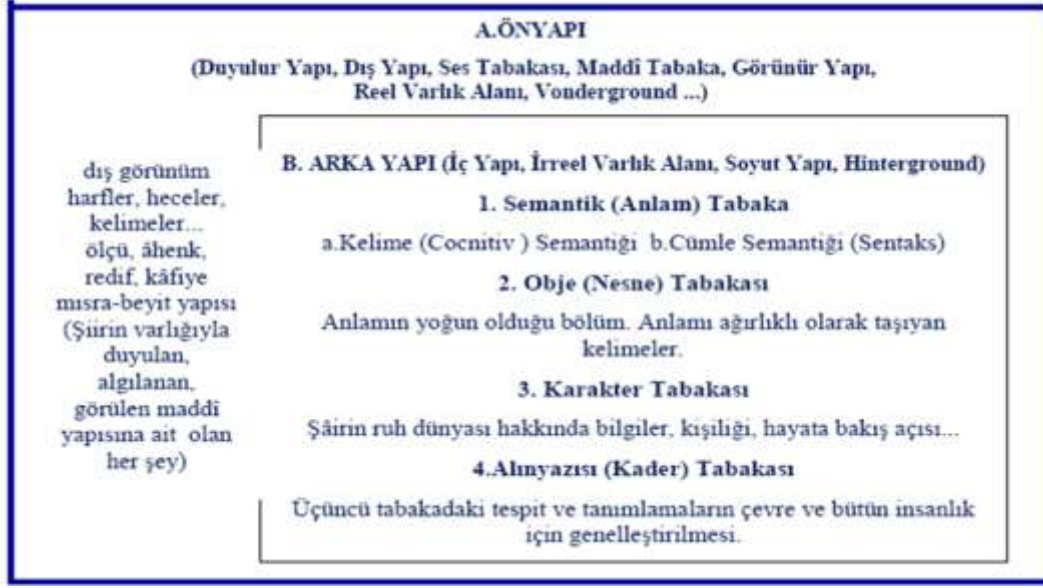 A.ÖNYAPI
(Duyulur Yapı, Dış Yapı, Ses Tabakası, Maddî Tabaka, Görünür Yapı,
Reel Varlık Alanı, Vonderground ...)
dış görünüm
harfler, heceler,
kelimeler...
ölçü, âhenk,
redif, kâfiye
mısra-beyit yapısı
(Şiirin varlığıyla
duyulan,
algılanan,
görülen maddî
yapısına ait olan
her şey)
B. ARKA YAPI (İç Yapı, İrreel Varlık Alanı, Soyut Yapı, Hinterground)
1. Semantik (Anlam) Tabaka
a.Kelime (Cocnitiv ) Semantiği b.Cümle Semantiği (Sentaks)
2. Obje (Nesne) Tabakası
Anlamın yoğun olduğu bölüm. Anlamı ağırlıklı olarak taşıyan
kelimeler.
3. Karakter Tabakası
Şâirin ruh dünyası hakkında bilgiler, kişiliği, hayata bakış açısı...
4.Alınyazısı (Kader) Tabakası
Üçüncü tabakadaki tespit ve tanımlamaların çevre ve bütün insanlık
için genelleştirilmesi.